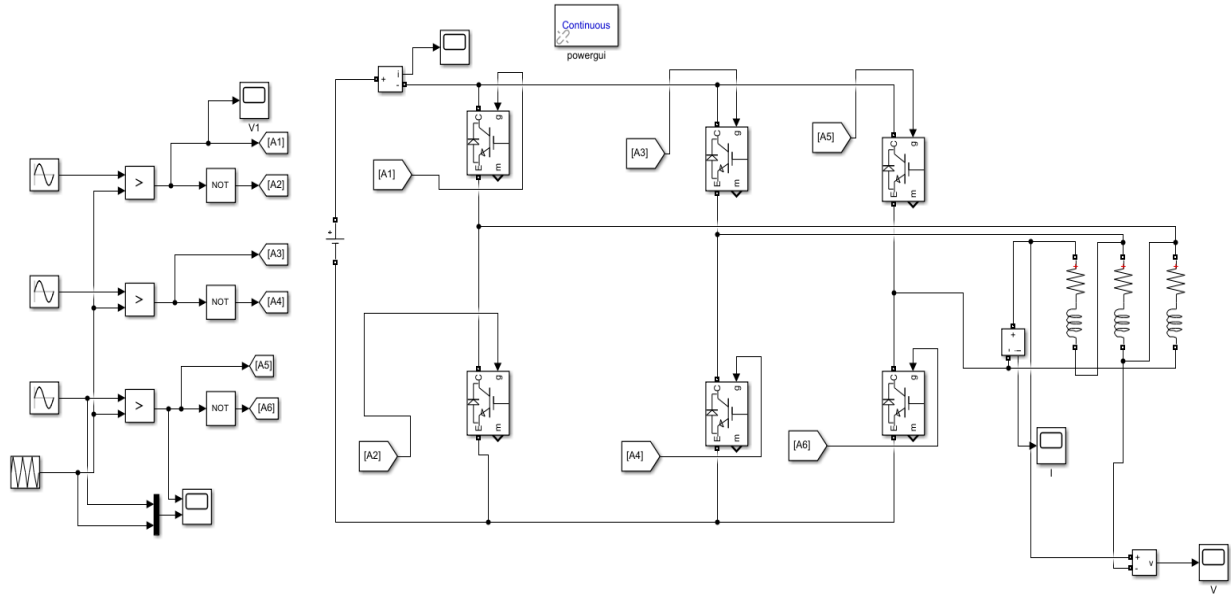 Continuous
powergui
V1
[A1]
>
NOT
[A2]
[A3]
>
NOT
[A4]
[A5]
>
NOT
[A6]
+
i
-
C
g
E
m
[A1]
C
g
E
m
[A3]
C
g
E
m
[A5]
+
C
g
E
m
[A2]
C
g
E
m
[A4]
C
g
E
m
[A6]
+
-
i
I
+
-
v
V